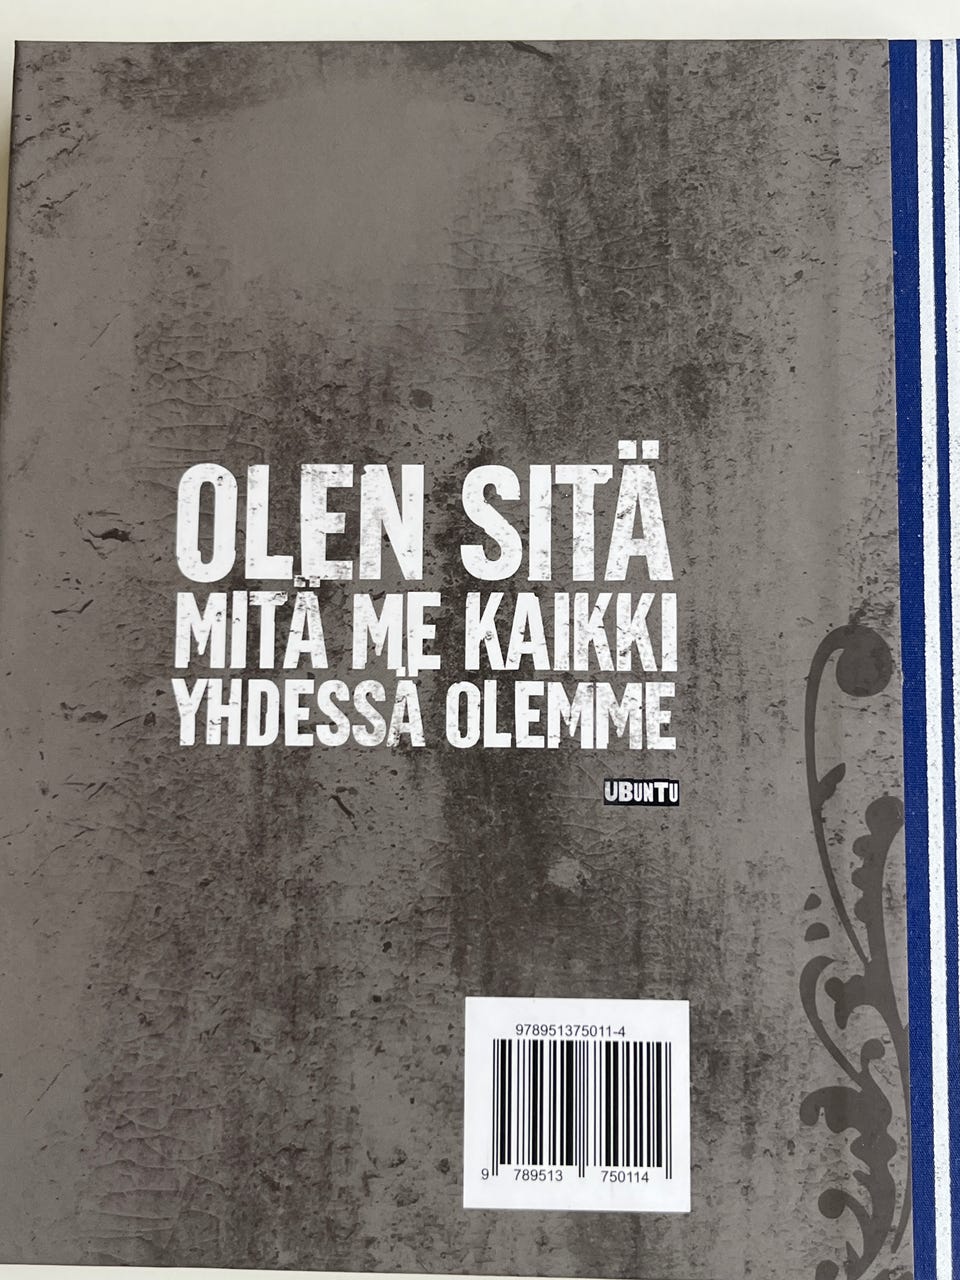 OLEN SITÄ
MITÄ ME KAIKKI
YHDESSÄ OLEMME
UBUNTU
978951375011-4
9 789513 750114